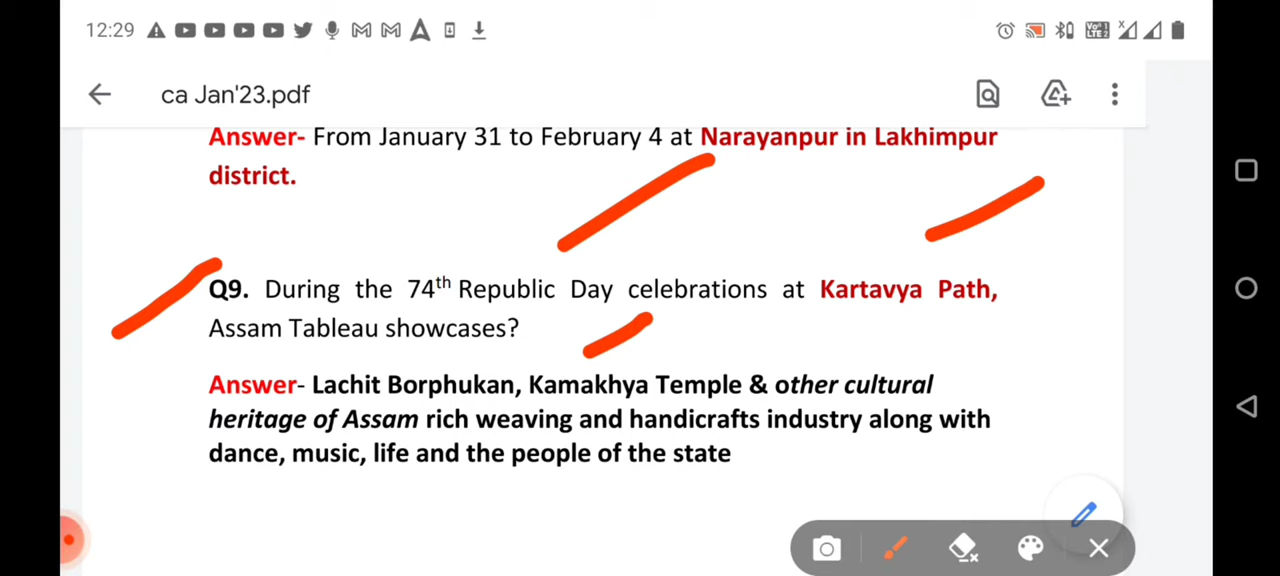 12:29
ca Jan'23.pdf
Answer- From January 31 to February 4 at Narayanpur in Lakhimpur
district.
Q9. During the 74th Republic Day celebrations at Kartavya Path,
Assam Tableau showcases?
Answer- Lachit Borphukan, Kamakhya Temple & other cultural
heritage of Assam rich weaving and handicrafts industry along with
dance, music, life and the people of the state